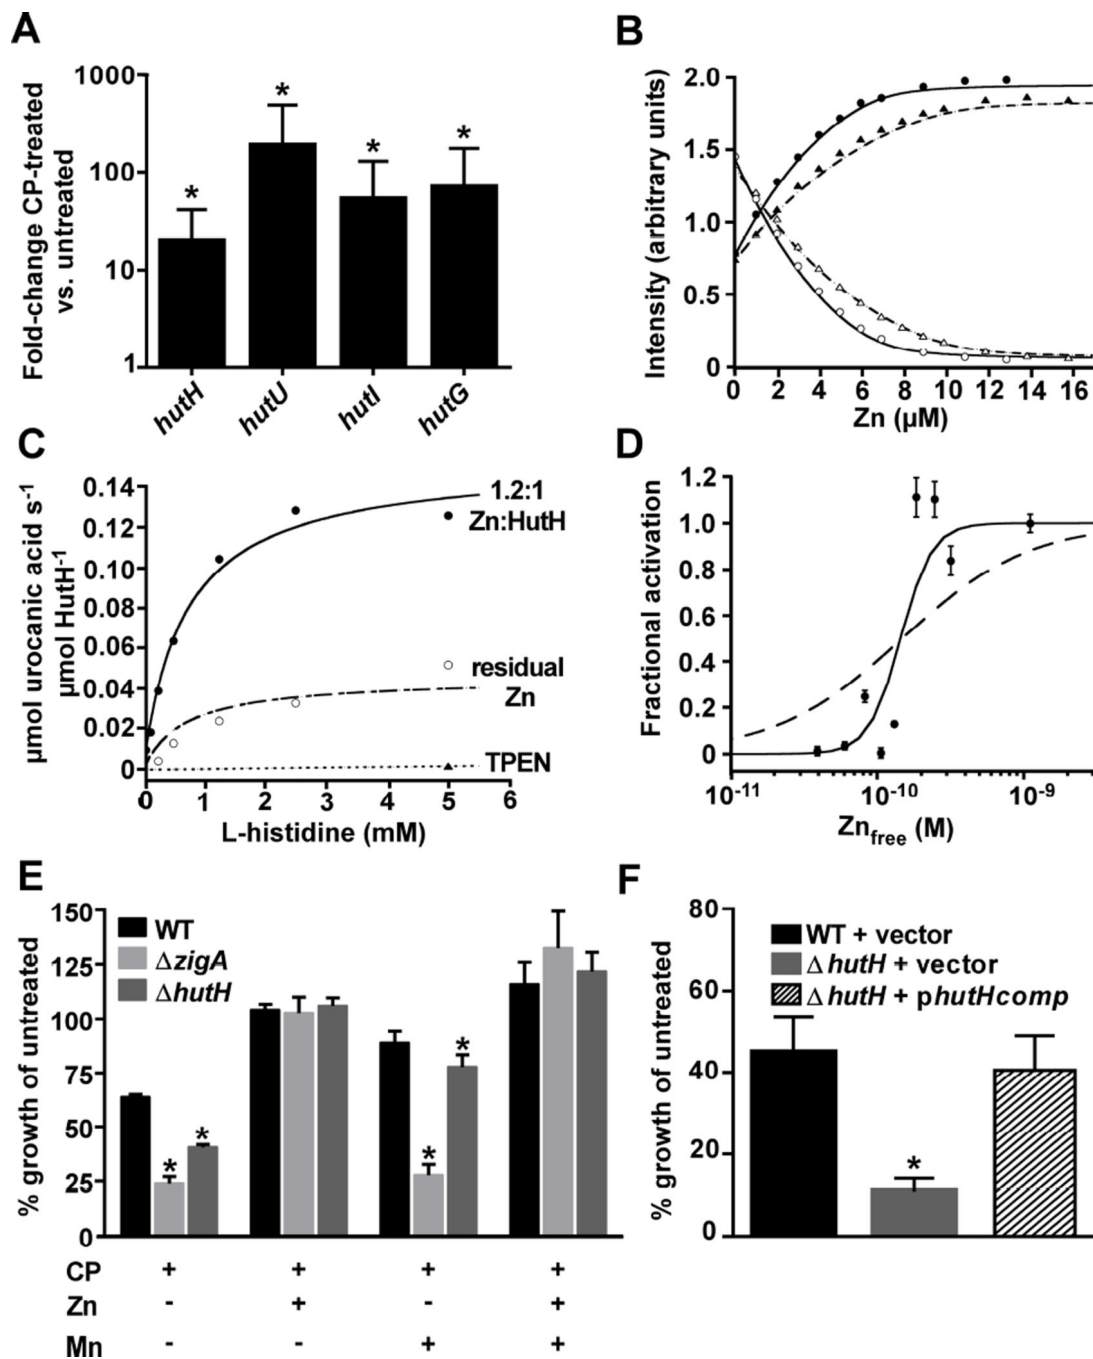 A
Fold-change CP-treated
vs. untreated
1000
100
10
1
*
*
*
*
hutH
hutU
hutI
hutG
B
Intensity (arbitrary units)
2.0
1.5
1.0
0.5
0
0 2 4 6 8 10 12 14 16
Zn (µM)
C
µmol urocanic acid s-1
µmol HutH-1
0.14
0.12
0.10
0.08
0.06
0.04
0.02
0
1.2:1
Zn:HutH
residual
Zn
TPEN
0 1 2 3 4 5 6
L-histidine (mM)
D
Fractional activation
1.2
1.0
0.8
0.6
0.4
0.2
0
10-11 10-10 10-9
Znfree (M)
E
% growth of untreated
150
125
100
75
50
25
0
WT
ΔzigA
ΔhutH
* *
* *
CP + + + +
Zn - + - +
Mn - - + +
F
% growth of untreated
80
60
40
20
0
WT + vector
ΔhutH + vector
ΔhutH + phutHcomp
*